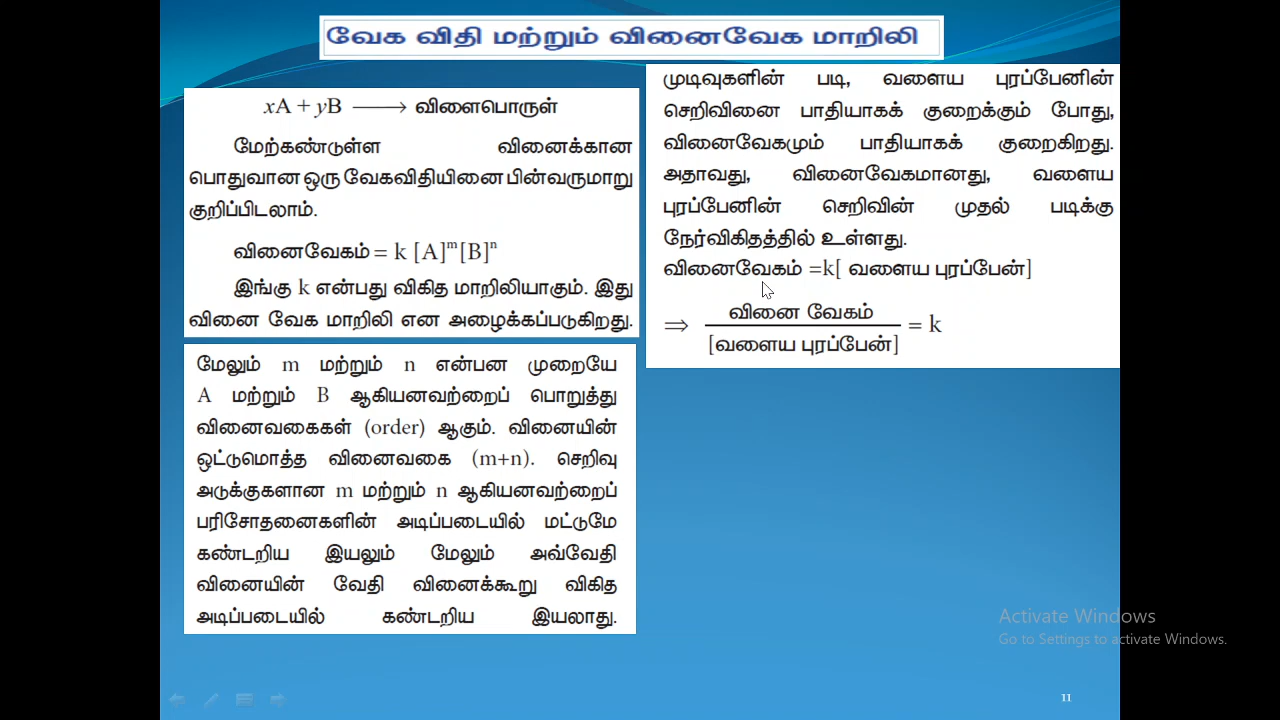 வேக விதி மற்றும் வினைவேக மாறிலி
xA + yB ⟶ விளைபொருள்
மேற்கண்டுள்ள வினைக்கான
பொதுவான ஒரு வேகவிதியினை பின்வருமாறு
குறிப்பிடலாம்.
வினைவேகம் = k [A]ᵐ[B]ⁿ
இங்கு k என்பது விகித மாறிலியாகும். இது
வினை வேக மாறிலி என அழைக்கப்படுகிறது.
மேலும் m மற்றும் n என்பன முறையே
A மற்றும் B ஆகியனவற்றைப் பொறுத்து
வினைவகைகள் (order) ஆகும். வினையின்
ஒட்டுமொத்த வினைவகை (m+n). செறிவு
அடுக்குகளான m மற்றும் n ஆகியனவற்றைப்
பரிசோதனைகளின் அடிப்படையில் மட்டுமே
கண்டறிய இயலும் மேலும் அவ்வேதி
வினையின் வேதி வினைக்கூறு விகித
அடிப்படையில் கண்டறிய இயலாது.
முடிவுகளின் படி, வளைய புரப்பேனின்
செறிவினை பாதியாகக் குறைக்கும் போது,
வினைவேகமும் பாதியாகக் குறைகிறது.
அதாவது, வினைவேகமானது, வளைய
புரப்பேனின் செறிவின் முதல் படிக்கு
நேர்விகிதத்தில் உள்ளது.
வினைவேகம் =k[ வளைய புரப்பேன்]
⇒ வினை வேகம் / [வளைய புரப்பேன்] = k
Activate Windows
Go to Settings to activate Windows.
11